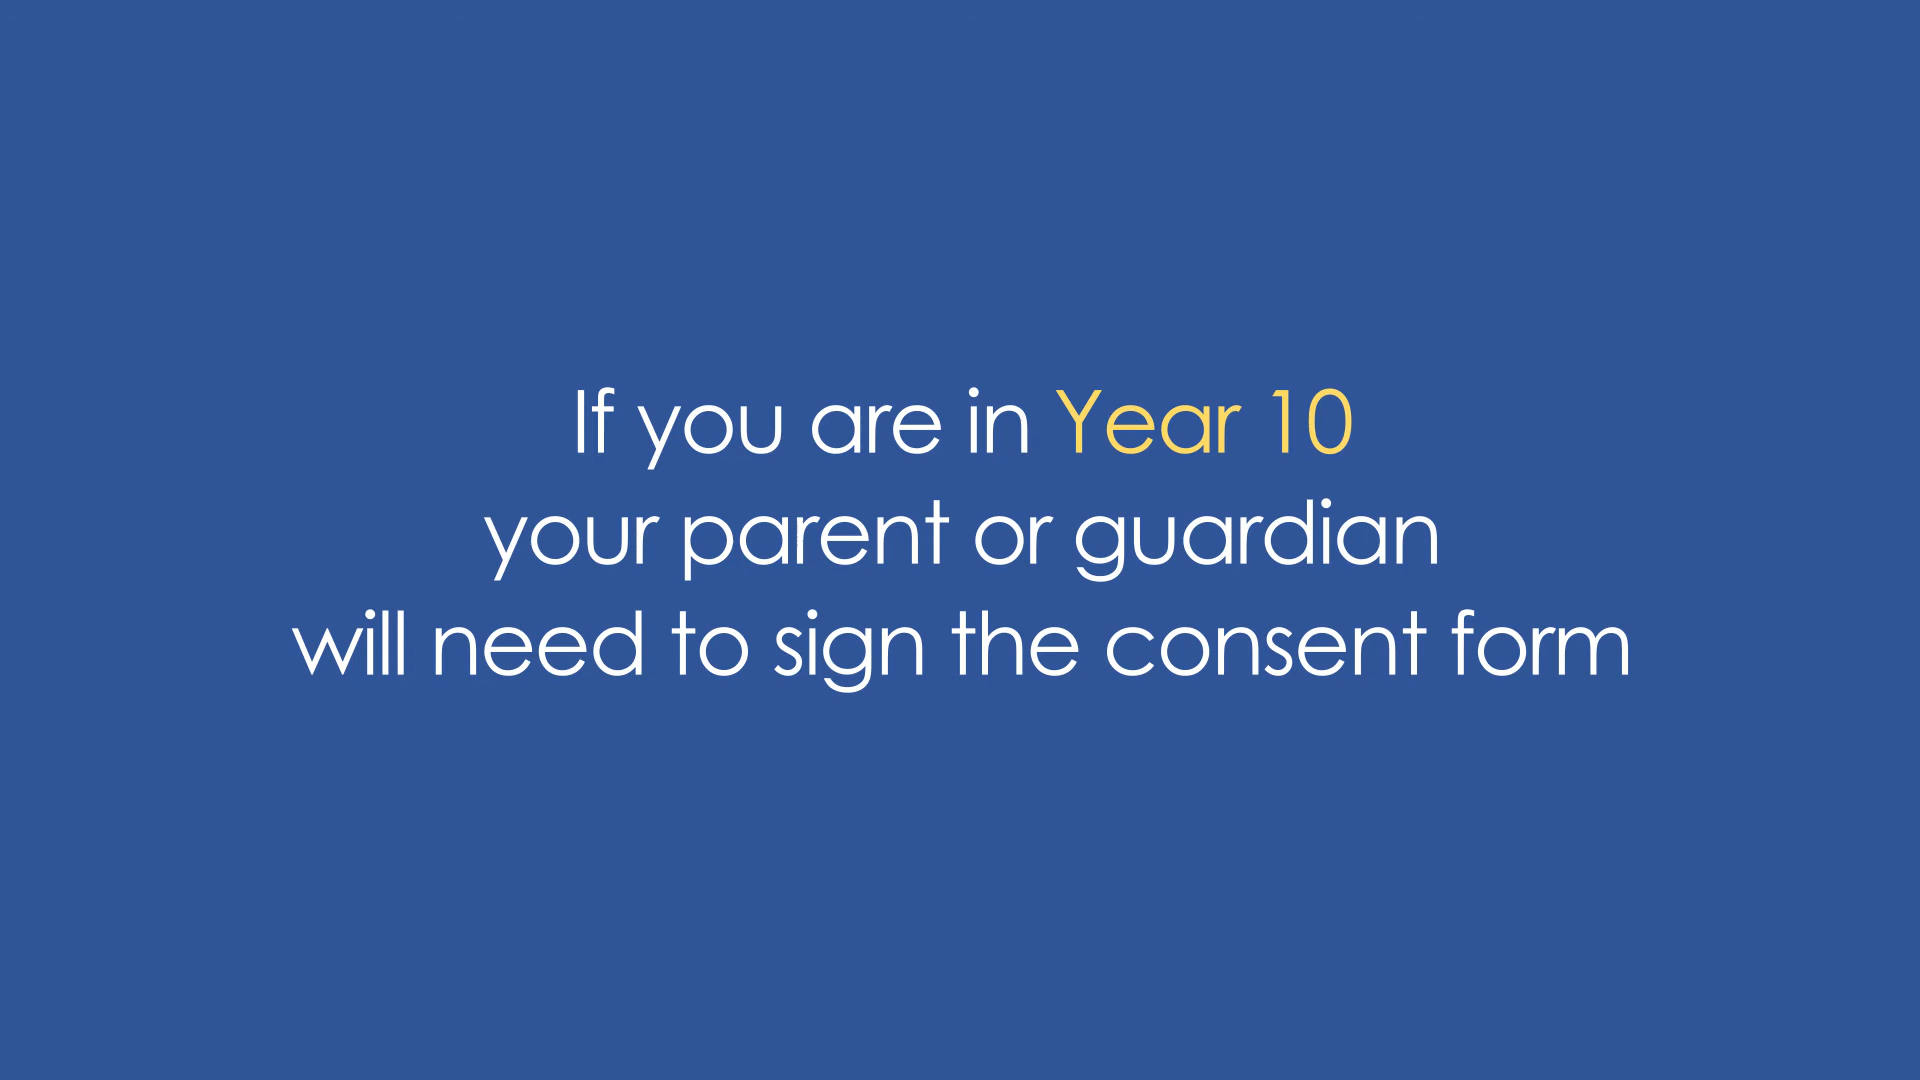 If you are in Year 10
your parent or guardian
will need to sign the consent form